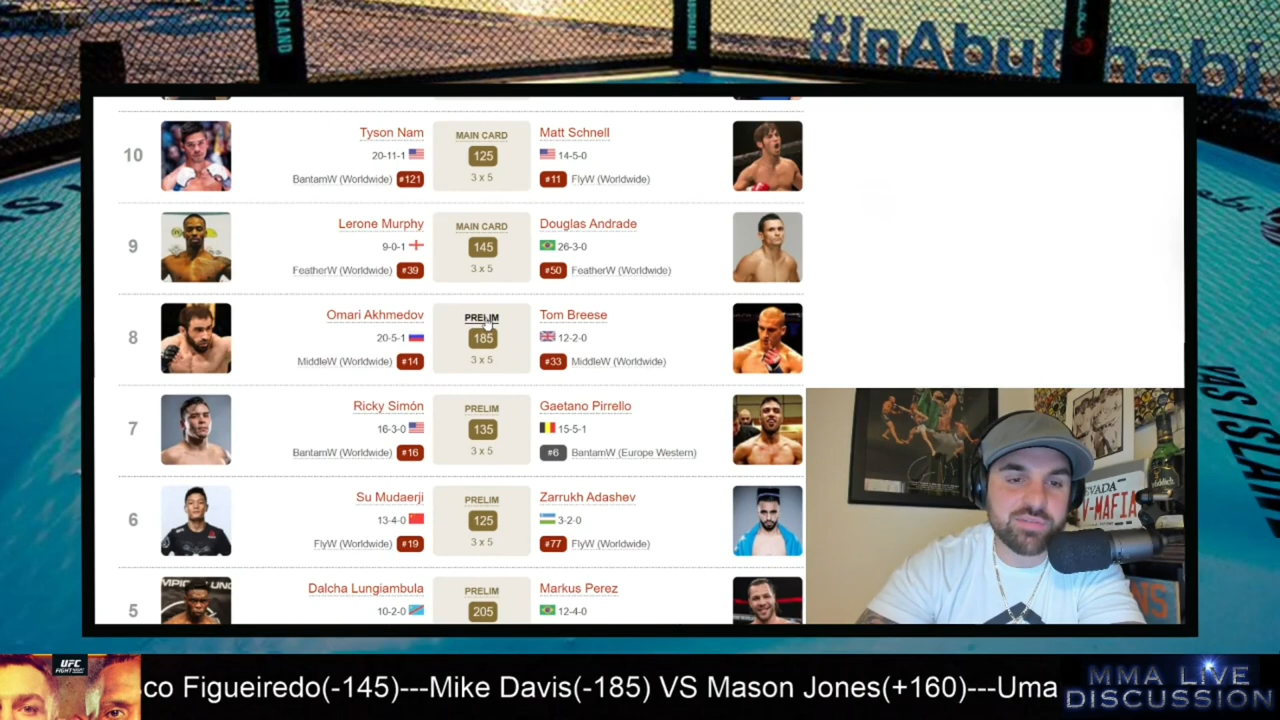 #InAbuDhabi
10
Tyson Nam
20-11-1
BantamW (Worldwide) #121
MAIN CARD
125
3 x 5
Matt Schnell
14-5-0
#11 FlyW (Worldwide)
9
Lerone Murphy
9-0-1
FeatherW (Worldwide) #39
MAIN CARD
145
3 x 5
Douglas Andrade
26-3-0
#50 FeatherW (Worldwide)
8
Omari Akhmedov
20-5-1
MiddleW (Worldwide) #14
PRELIM
185
3 x 5
Tom Breese
12-2-0
#33 MiddleW (Worldwide)
7
Ricky Simón
16-3-0
BantamW (Worldwide) #16
PRELIM
135
3 x 5
Gaetano Pirrello
15-5-1
#6 BantamW (Europe Western)
6
Su Mudaerji
13-4-0
FlyW (Worldwide) #19
PRELIM
125
3 x 5
Zarrukh Adashev
3-2-0
#77 FlyW (Worldwide)
5
Dalcha Lungiambula
10-2-0
PRELIM
205
Markus Perez
12-4-0
V-MAFIA
UFC
FIGHT NIGHT
co Figueiredo(-145)---Mike Davis(-185) VS Mason Jones(+160)---Uma
MMA LIVE
DISCUSSION